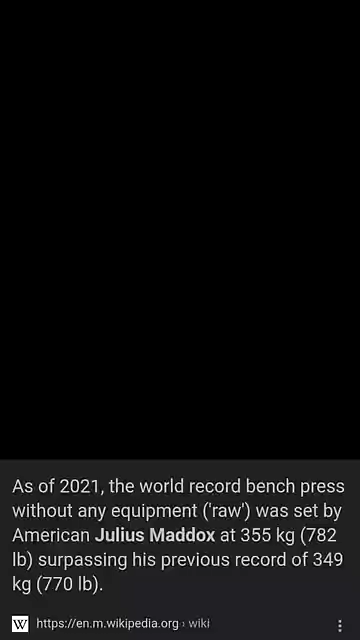 As of 2021, the world record bench press
without any equipment ('raw') was set by
American Julius Maddox at 355 kg (782
lb) surpassing his previous record of 349
kg (770 lb).
W https://en.m.wikipedia.org › wiki